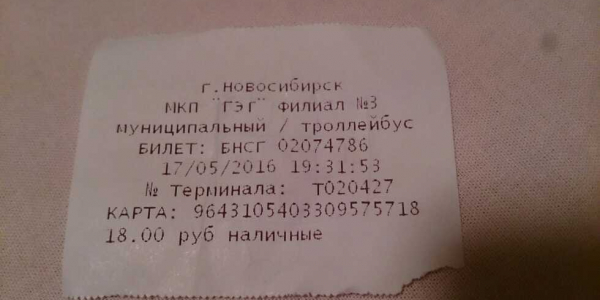 г.Новосибирск
МКП "ГЭТ" Филиал №3
муниципальный / троллейбус
БИЛЕТ: БНСГ 02074786
17/05/2016 19:31:53
№ Терминала: T020427
КАРТА: 9643105403309575718
18.00 руб наличные